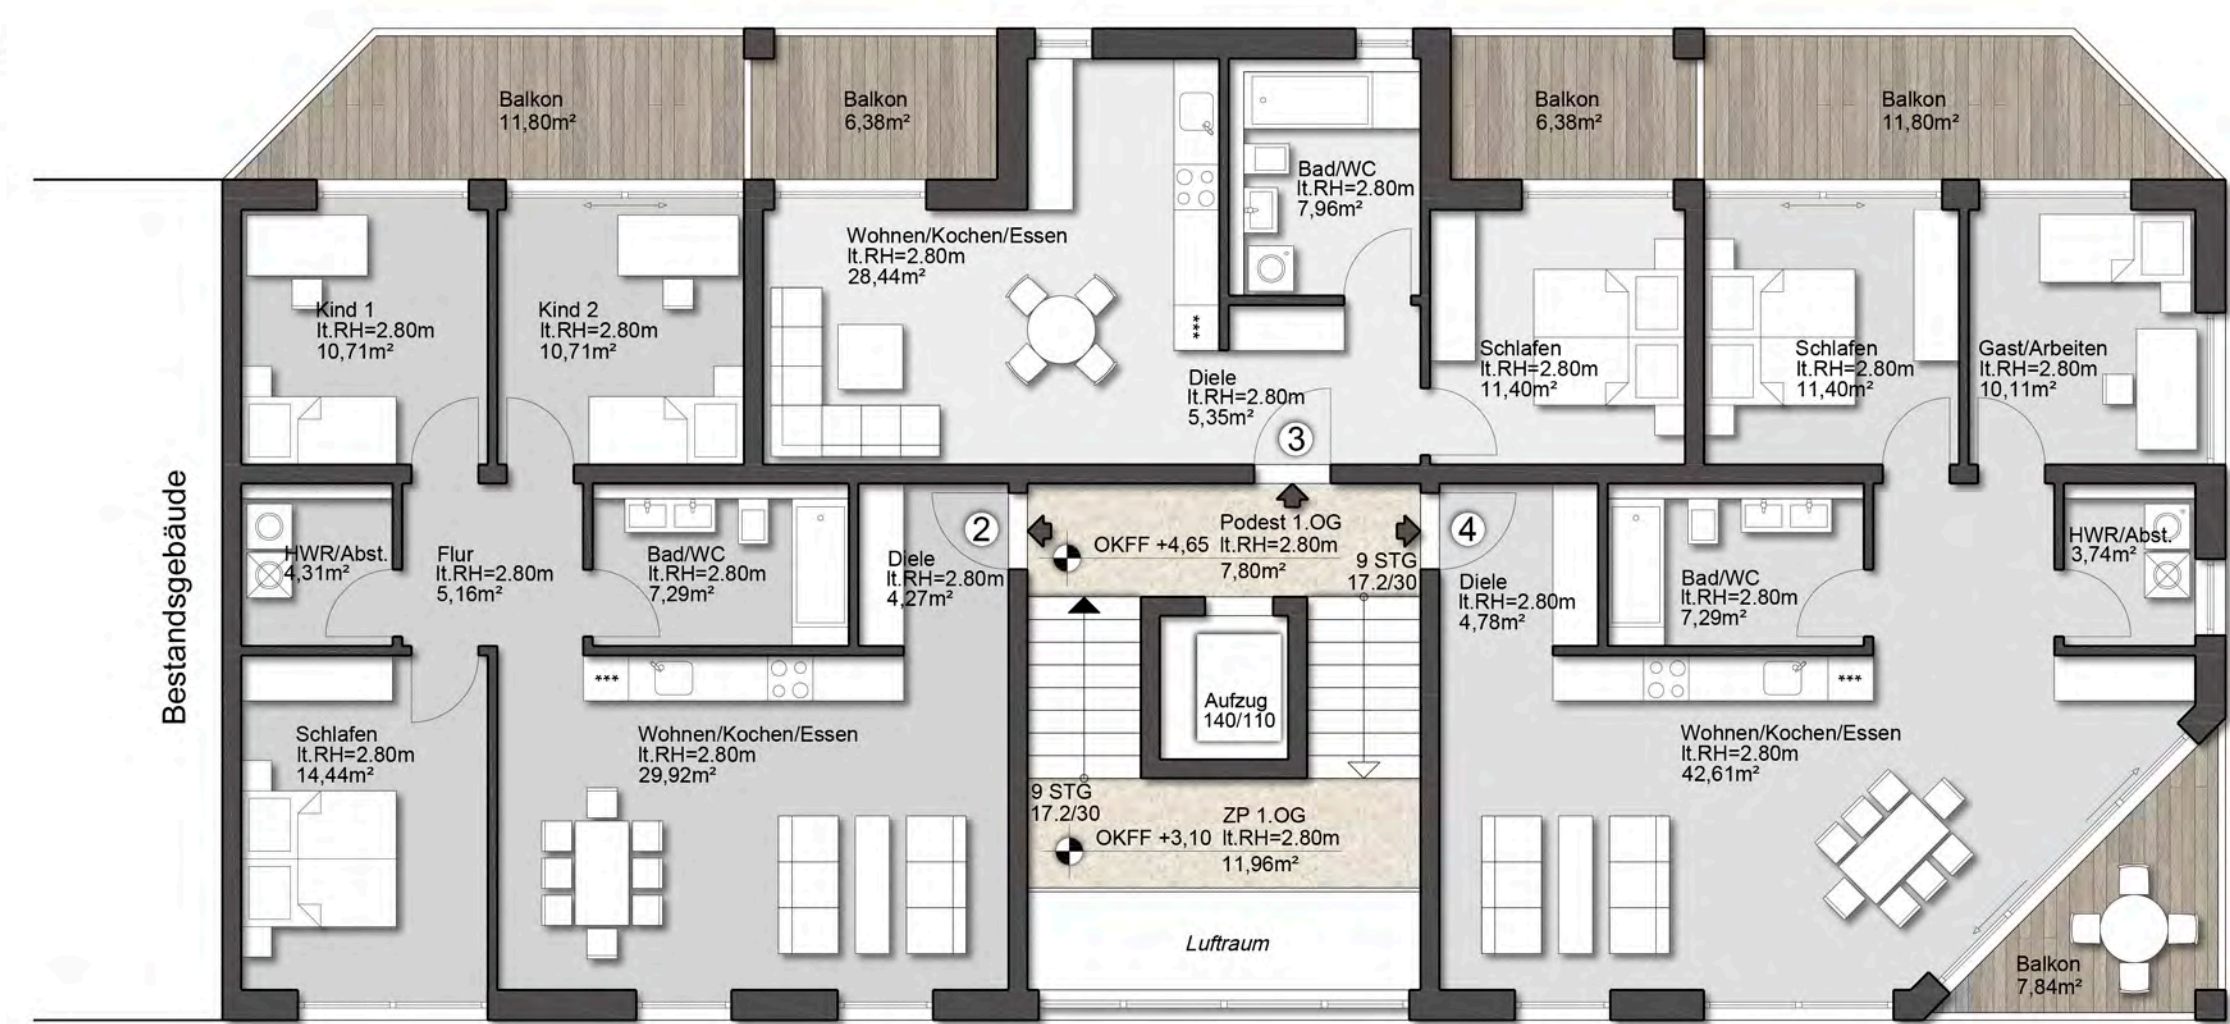 Balkon
11,80m²
Balkon
6,38m²
Balkon
6,38m²
Balkon
11,80m²
Bad/WC
lt.RH=2.80m
7,96m²
Wohnen/Kochen/Essen
lt.RH=2.80m
28,44m²
Kind 1
lt.RH=2.80m
10,71m²
Kind 2
lt.RH=2.80m
10,71m²
***
Schlafen
lt.RH=2.80m
11,40m²
Schlafen
lt.RH=2.80m
11,40m²
Gast/Arbeiten
lt.RH=2.80m
10,11m²
Diele
lt.RH=2.80m
5,35m²
3
Bestandsgebäude
HWR/Abst.
4,31m²
Flur
lt.RH=2.80m
5,16m²
Bad/WC
lt.RH=2.80m
7,29m²
Diele
lt.RH=2.80m
4,27m²
2
Podest 1.OG
OKFF +4,65 lt.RH=2.80m
7,80m²
9 STG
17.2/30
4
Diele
lt.RH=2.80m
4,78m²
Bad/WC
lt.RH=2.80m
7,29m²
HWR/Abst.
3,74m²
***
***
Aufzug
140/110
Schlafen
lt.RH=2.80m
14,44m²
Wohnen/Kochen/Essen
lt.RH=2.80m
29,92m²
Wohnen/Kochen/Essen
lt.RH=2.80m
42,61m²
9 STG
17.2/30
ZP 1.OG
OKFF +3,10 lt.RH=2.80m
11,96m²
Luftraum
Balkon
7,84m²